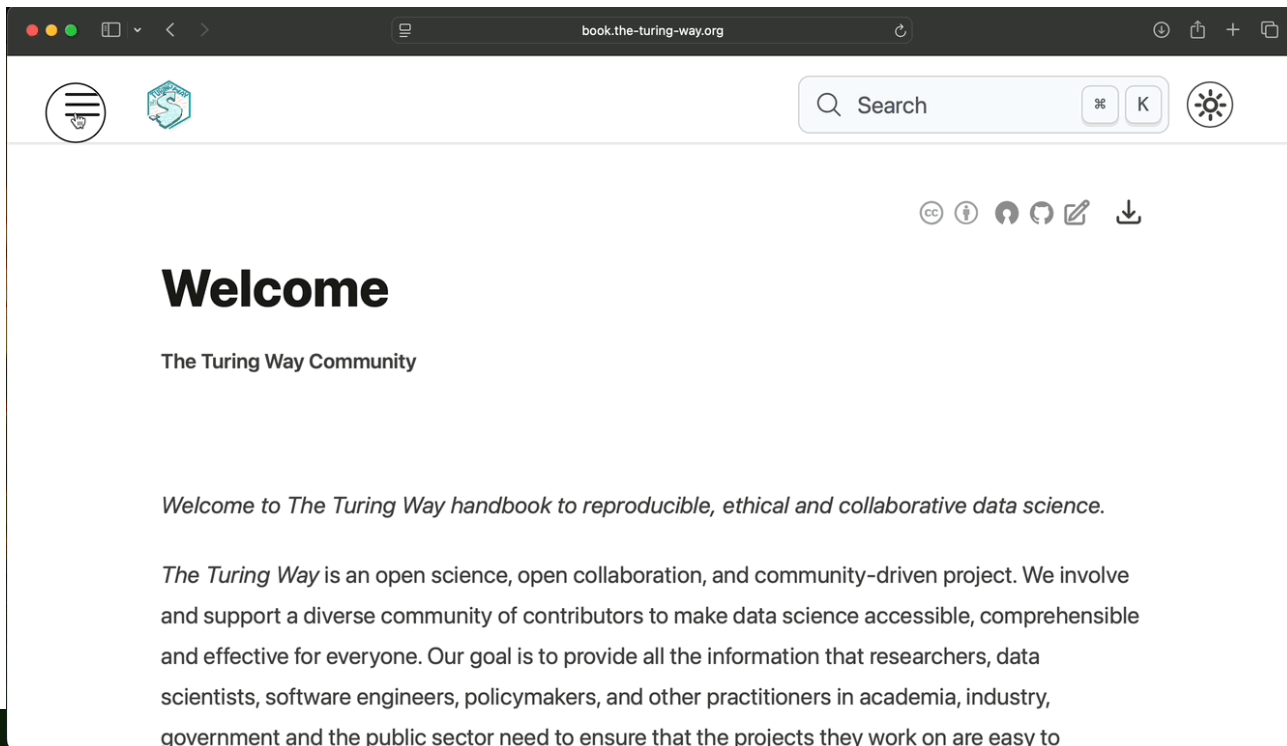 book.the-turing-way.org
Search
⌘ K
Welcome
The Turing Way Community
Welcome to The Turing Way handbook to reproducible, ethical and collaborative data science.
The Turing Way is an open science, open collaboration, and community-driven project. We involve
and support a diverse community of contributors to make data science accessible, comprehensible
and effective for everyone. Our goal is to provide all the information that researchers, data
scientists, software engineers, policymakers, and other practitioners in academia, industry,
government and the public sector need to ensure that the projects they work on are easy to